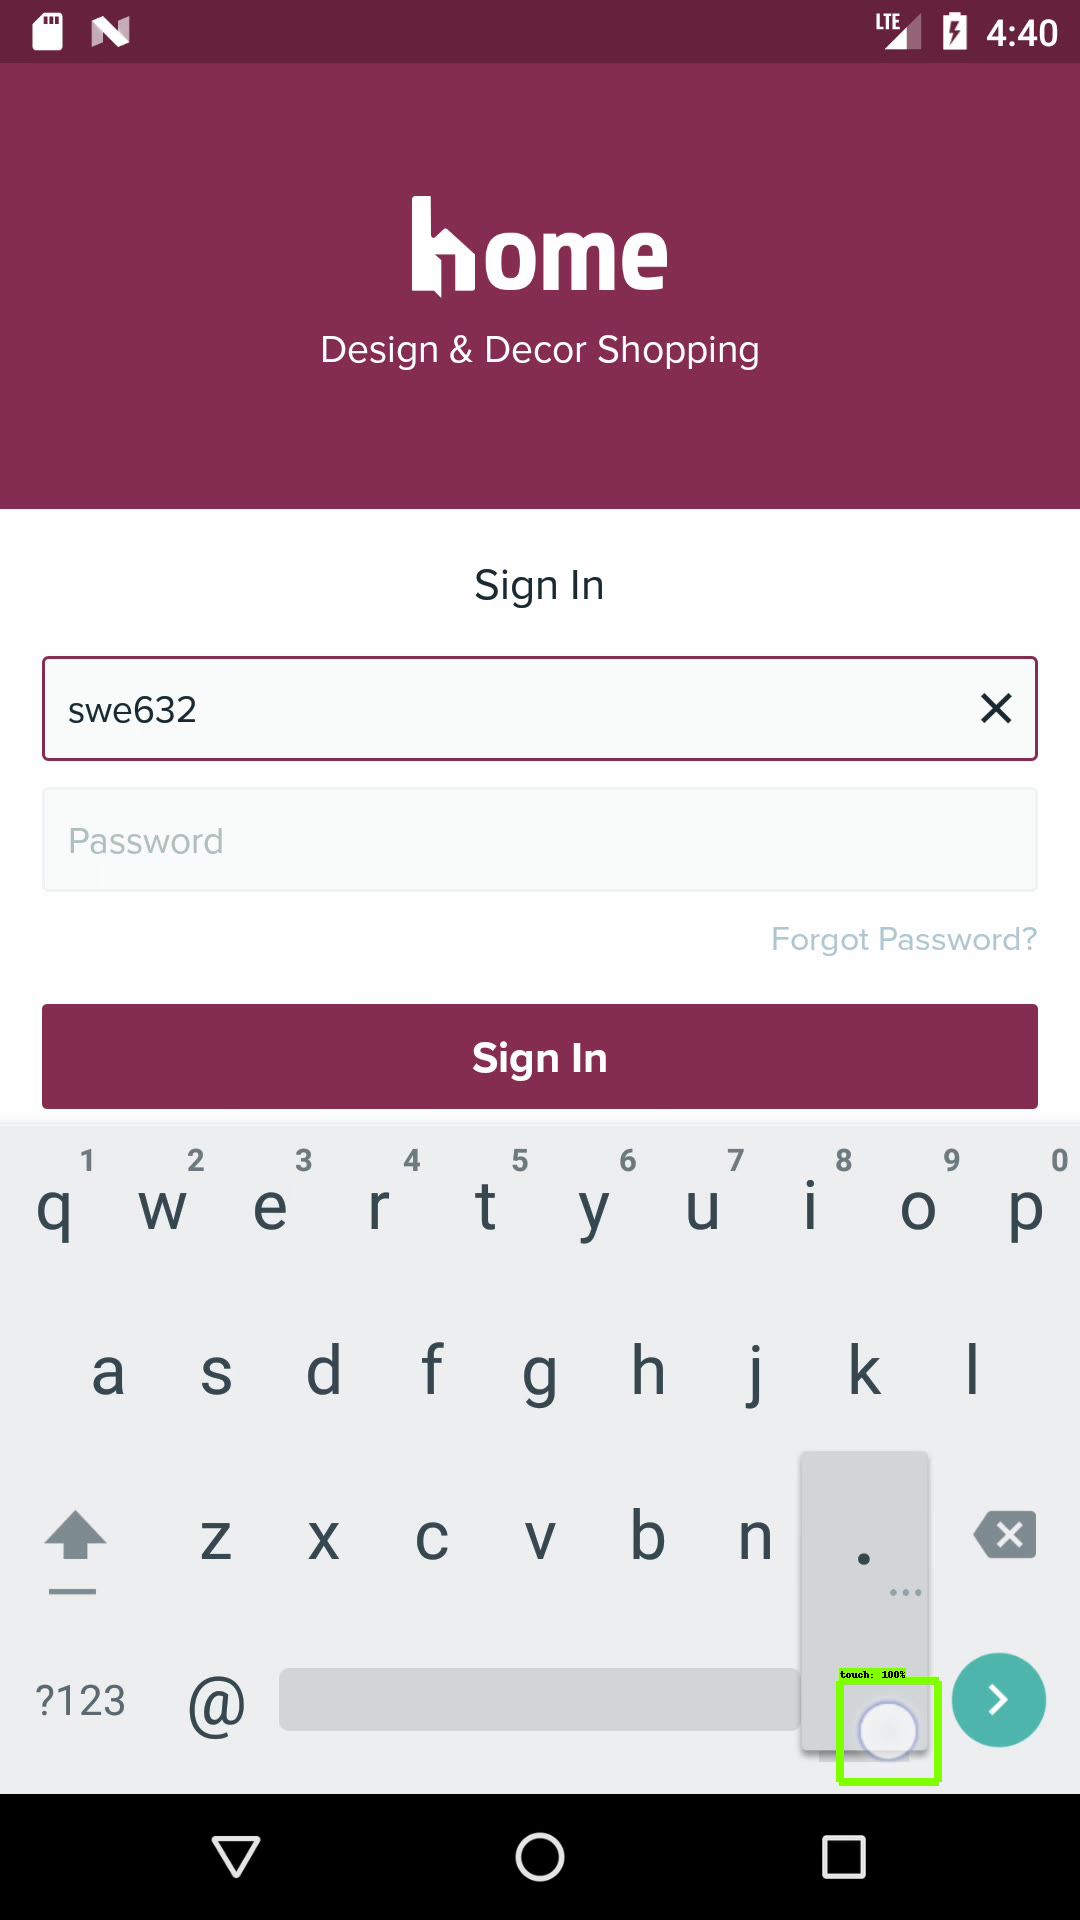 LTE 4:40
home
Design & Decor Shopping
Sign In
swe632
Password
Forgot Password?
Sign In
1 2 3 4 5 6 7 8 9 0
q w e r t y u i o p
a s d f g h j k l
z x c v b n .
...
touch: 100%
?123 @